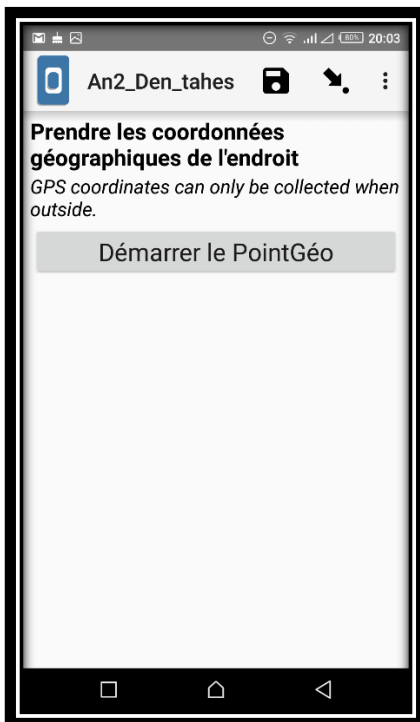 80% 20:03
An2_Den_tahes
Prendre les coordonnées
géographiques de l'endroit
GPS coordinates can only be collected when
outside.
Démarrer le PointGéo